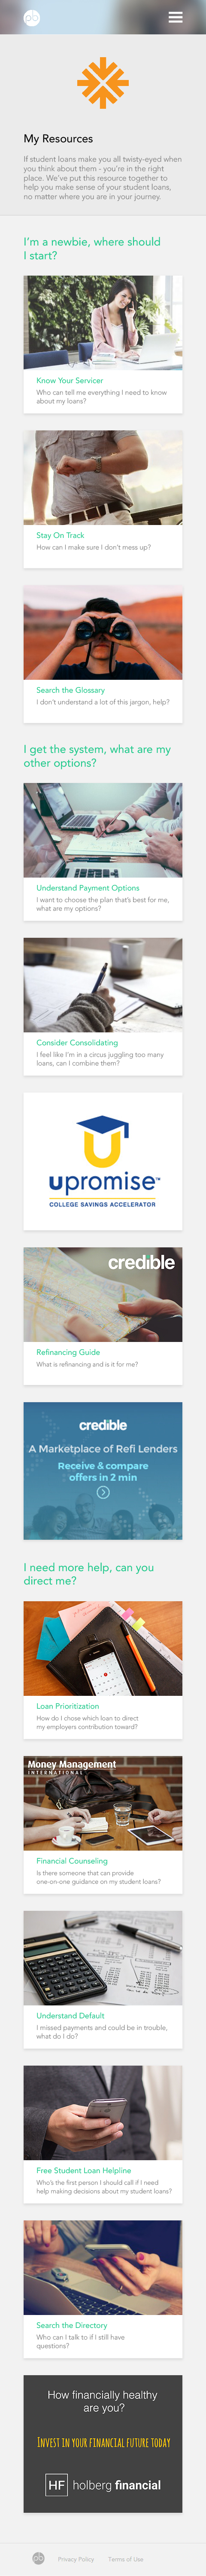 pb
My Resources
If student loans make you all twisty-eyed when
you think about them - you're in the right
place. We've put this resource together to
help you make sense of your student loans,
no matter where you are in your journey.
I'm a newbie, where should
I start?
Know Your Servicer
Who can tell me everything I need to know
about my loans?
Stay On Track
How can I make sure I don't mess up?
Search the Glossary
I don't understand a lot of this jargon, help?
I get the system, what are my
other options?
Understand Payment Options
I want to choose the plan that's best for me,
what are my options?
Consider Consolidating
I feel like I'm in a circus juggling too many
loans, can I combine them?
upromise™
COLLEGE SAVINGS ACCELERATOR
credible
Refinancing Guide
What is refinancing and is it for me?
credible
A Marketplace of Refi Lenders
Receive & compare
offers in 2 min
I need more help, can you
direct me?
Loan Prioritization
How do I chose which loan to direct
my employers contribution toward?
Money Management
INTERNATIONAL
Financial Counseling
Is there someone that can provide
one-on-one guidance on my student loans?
Understand Default
I missed payments and could be in trouble,
what do I do?
Free Student Loan Helpline
Who's the first person I should call if I need
help making decisions about my student loans?
Search the Directory
Who can I talk to if I still have
questions?
How financially healthy
are you?
INVEST IN YOUR FINANCIAL FUTURE TODAY
HF holberg financial
pb Privacy Policy Terms of Use